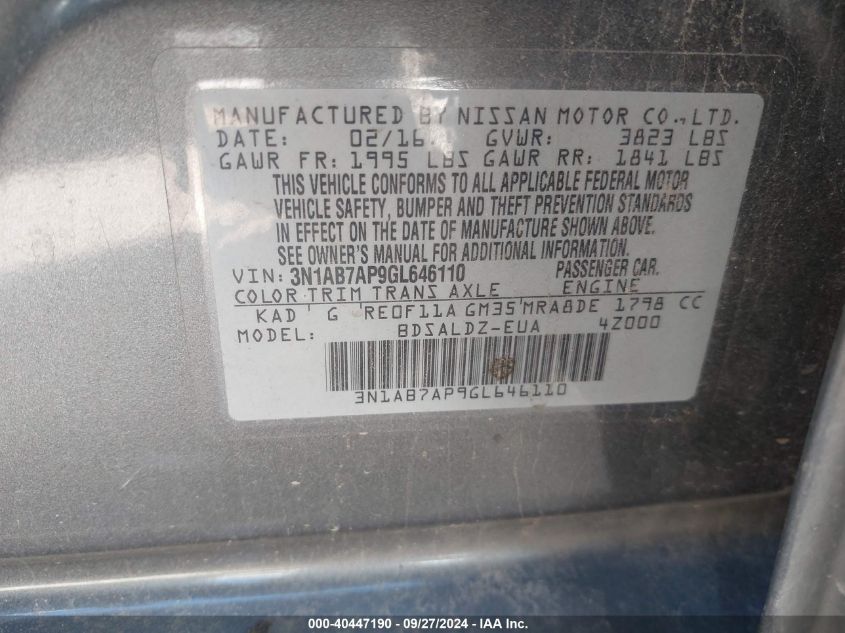 MANUFACTURED BY NISSAN MOTOR CO., LTD.
DATE: 02/16 GVWR: 3823 LBS
GAWR FR: 1995 LBS GAWR RR: 1841 LBS
THIS VEHICLE CONFORMS TO ALL APPLICABLE FEDERAL MOTOR
VEHICLE SAFETY, BUMPER AND THEFT PREVENTION STANDARDS
IN EFFECT ON THE DATE OF MANUFACTURE SHOWN ABOVE.
SEE OWNER'S MANUAL FOR ADDITIONAL INFORMATION.
VIN: 3N1AB7AP9GL646110 PASSENGER CAR.
COLOR TRIM TRANS AXLE ENGINE
KAD ' G 'RE0F11A GM35'MRA8DE 1798 CC
MODEL: BDSALDZ-EUA 4Z000
3N1AB7AP9GL646110
000-40447190 - 09/27/2024 - IAA, Inc.